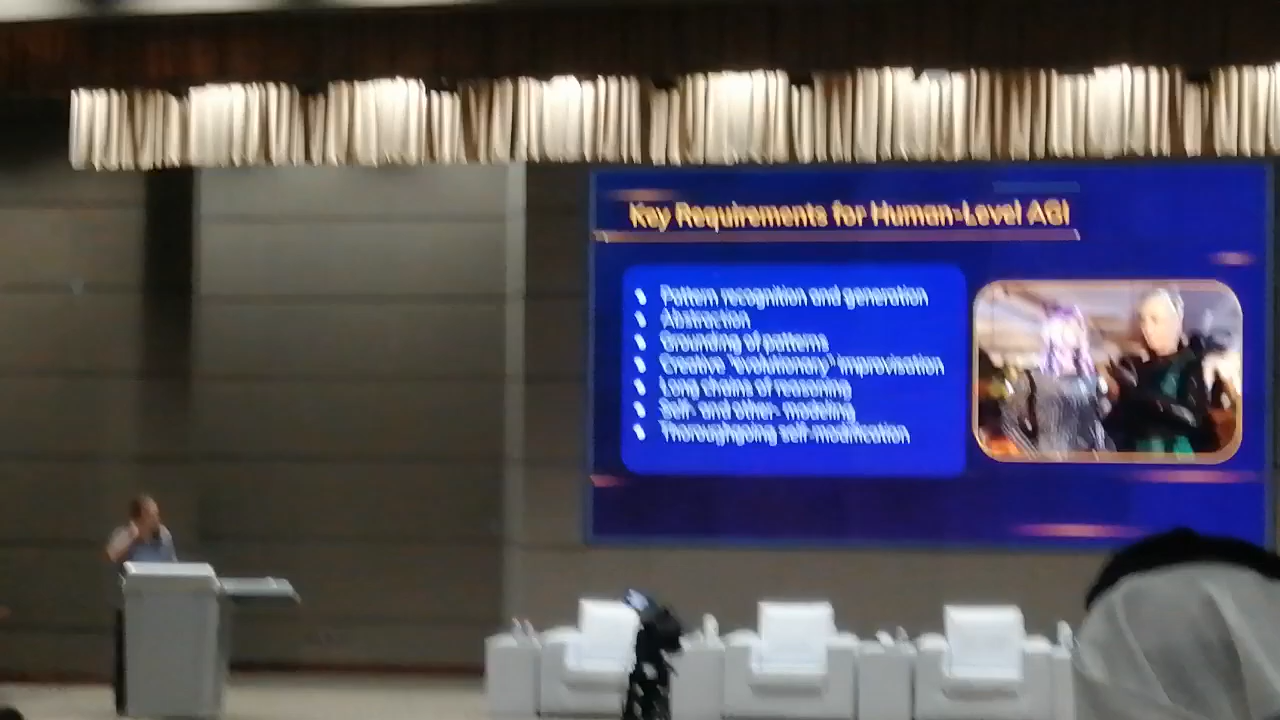 Key Requirements for Human-Level AGI
Pattern recognition and generation
Abstraction
Grounding of patterns
Creative "evolutionary" improvisation
Long chains of reasoning
Self- and other- modeling
Thoroughgoing self-modification